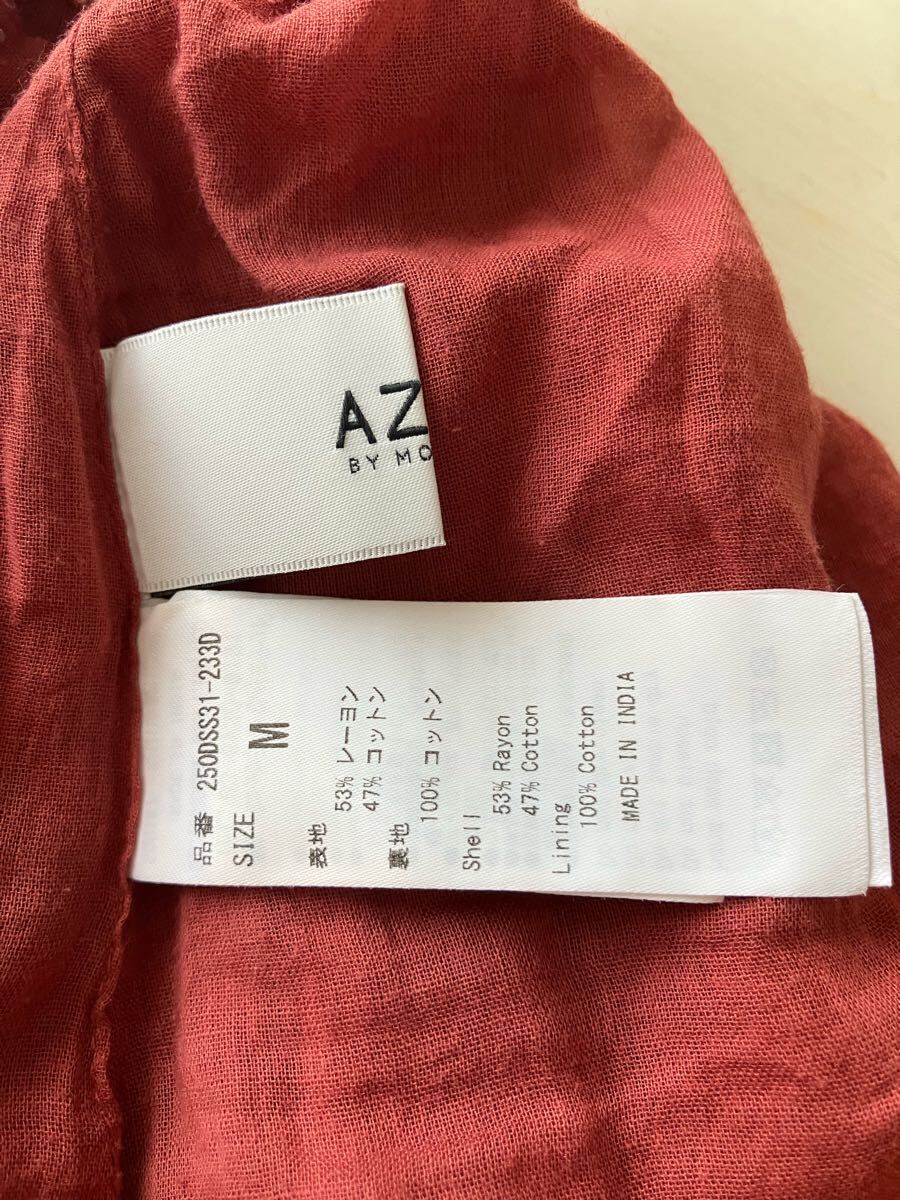 AZ
BY MO
品番 250DSS31-233D
SIZE
M
表地
53% レーヨン
47% コットン
裏地
100% コットン
Shell
53% Rayon
47% Cotton
Lining
100% Cotton
MADE IN INDIA